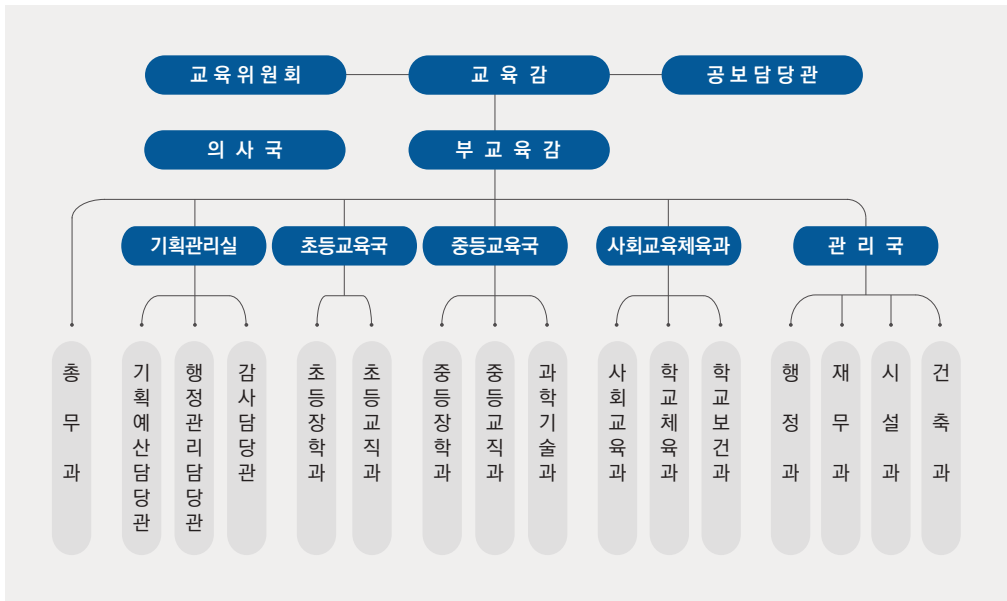 교육위원회
교육감
공보담당관
의사국
부교육감
기획관리실
초등교육국
중등교육국
사회교육체육과
관리국
총무과
기획예산담당관
행정관리담당관
감사담당관
초등장학과
초등교직과
중등장학과
중등교직과
과학기술과
사회교육과
학교체육과
학교보건과
행정과
재무과
시설과
건축과